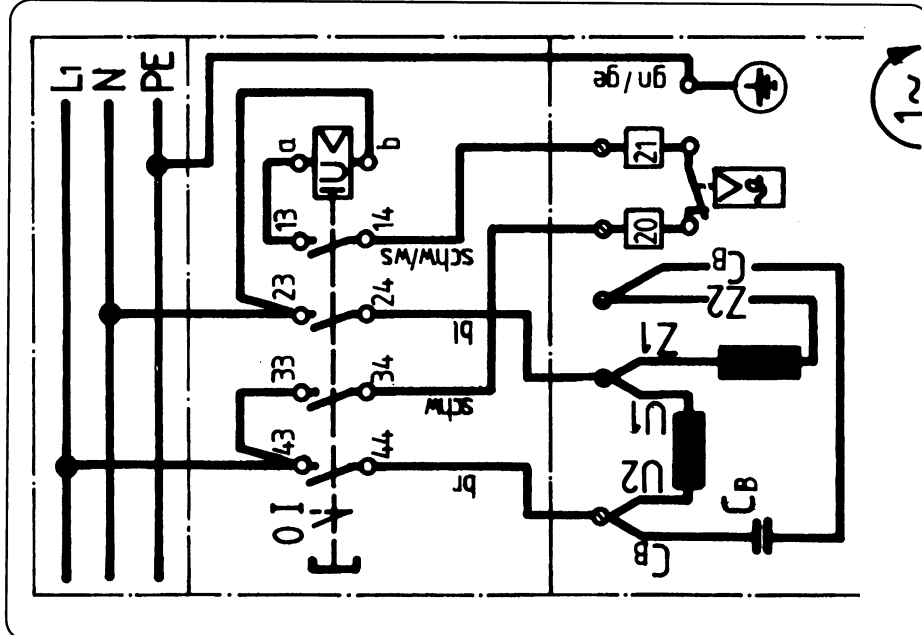 L1
N
PE
gn/ge
a
b
U<
13
14
schw/ws
23
24
bl
33
34
schw
43
44
br
0 I
21
20
ϑ
CB
Z2
Z1
U1
U2
CB
CB
1~